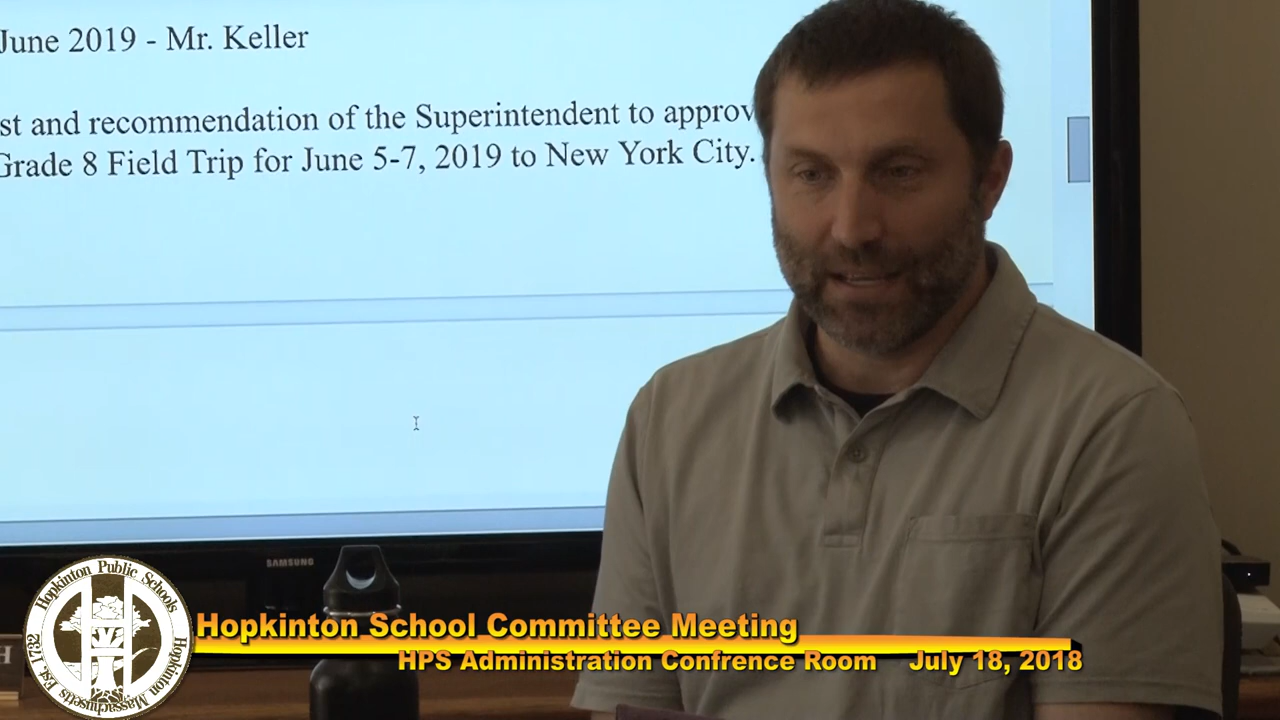 June 2019 - Mr. Keller
st and recommendation of the Superintendent to approv
Grade 8 Field Trip for June 5-7, 2019 to New York City.
SAMSUNG
Hopkinton Public Schools
Hopkinton Massachusetts Est. 1732
H
Hopkinton School Committee Meeting
HPS Administration Confrence Room July 18, 2018